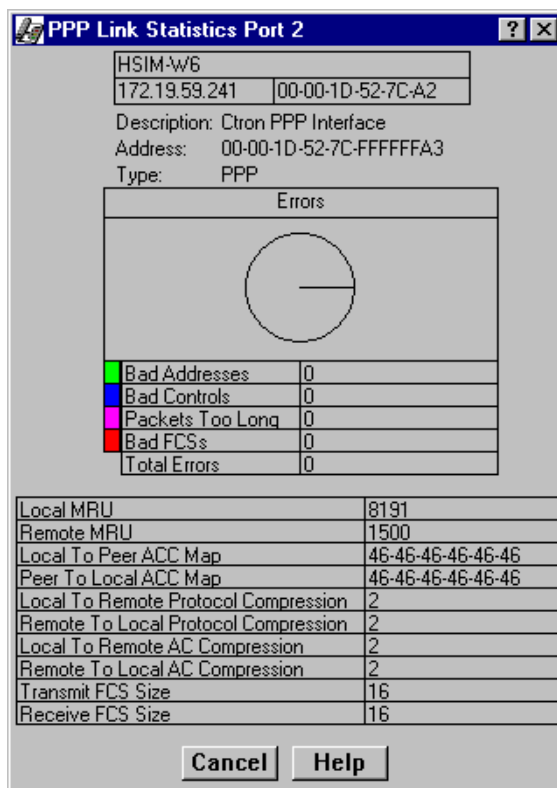 PPP Link Statistics Port 2
HSIM-W6
172.19.59.241 00-00-1D-52-7C-A2
Description: Ctron PPP Interface
Address: 00-00-1D-52-7C-FFFFFFA3
Type: PPP
Errors
Bad Addresses 0
Bad Controls 0
Packets Too Long 0
Bad FCSs 0
Total Errors 0
Local MRU 8191
Remote MRU 1500
Local To Peer ACC Map 46-46-46-46-46-46
Peer To Local ACC Map 46-46-46-46-46-46
Local To Remote Protocol Compression 2
Remote To Local Protocol Compression 2
Local To Remote AC Compression 2
Remote To Local AC Compression 2
Transmit FCS Size 16
Receive FCS Size 16
Cancel Help